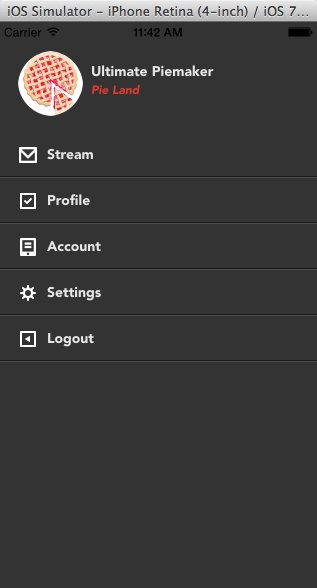 iOS Simulator – iPhone Retina (4-inch) / iOS 7...
Carrier 11:42 AM
Ultimate Piemaker
Pie Land
Stream
Profile
Account
Settings
Logout